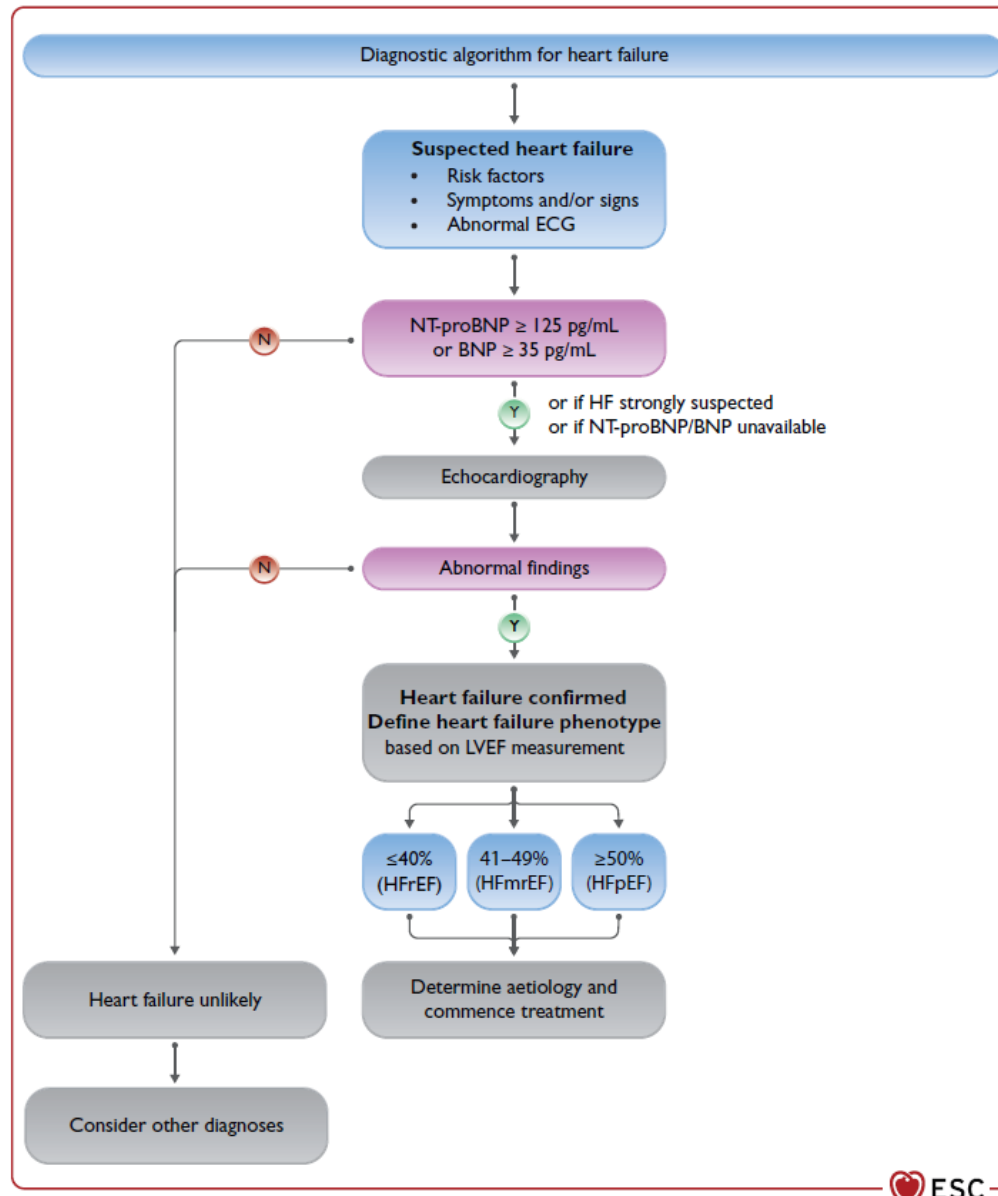 Diagnostic algorithm for heart failure
Suspected heart failure
• Risk factors
• Symptoms and/or signs
• Abnormal ECG
NT-proBNP ≥ 125 pg/mL
or BNP ≥ 35 pg/mL
N
Y
or if HF strongly suspected
or if NT-proBNP/BNP unavailable
Echocardiography
N
Abnormal findings
Y
Heart failure confirmed
Define heart failure phenotype
based on LVEF measurement
≤40%
(HFrEF)
41–49%
(HFmrEF)
≥50%
(HFpEF)
Heart failure unlikely
Determine aetiology and
commence treatment
Consider other diagnoses
ESC